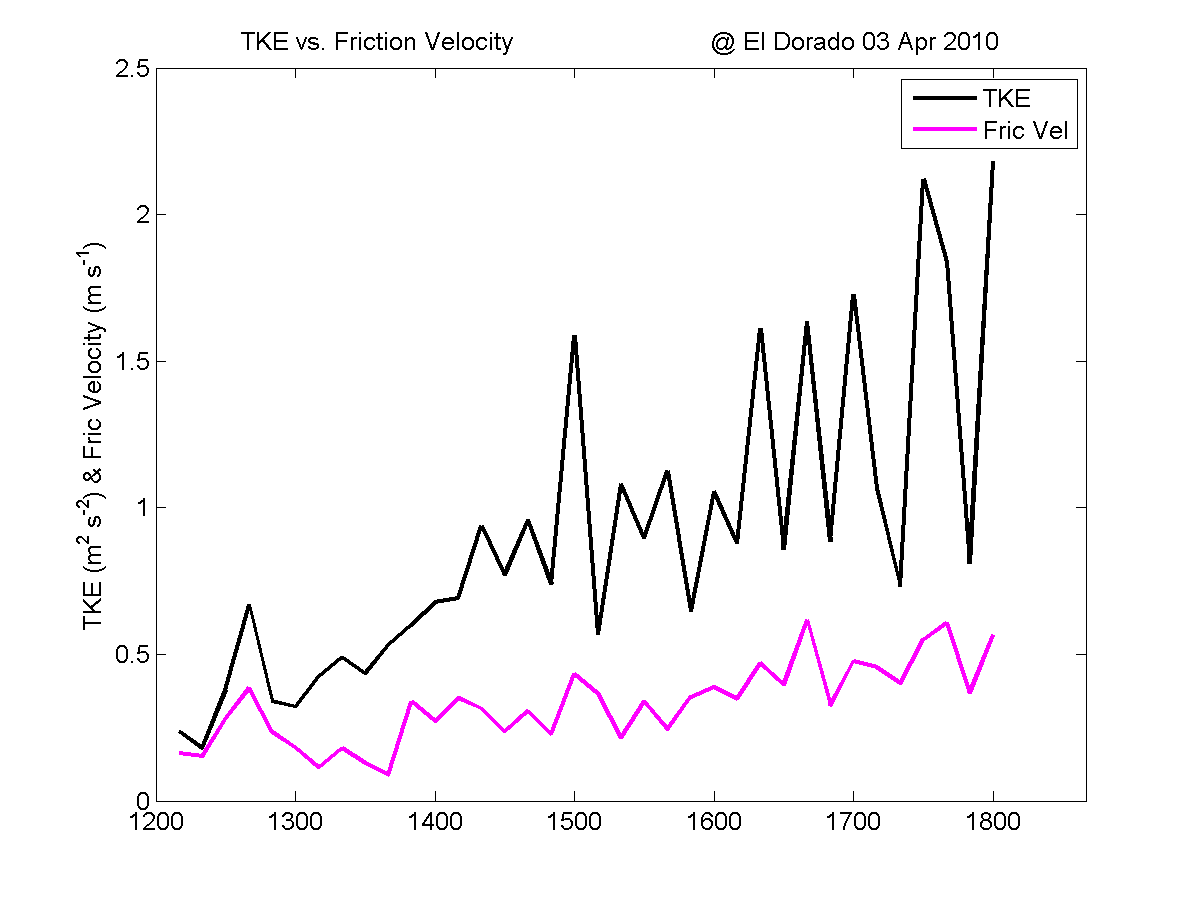 TKE vs. Friction Velocity @ El Dorado 03 Apr 2010
TKE
Fric Vel
TKE (m² s⁻²) & Fric Velocity (m s⁻¹)
2.5
2
1.5
1
0.5
0
1200 1300 1400 1500 1600 1700 1800